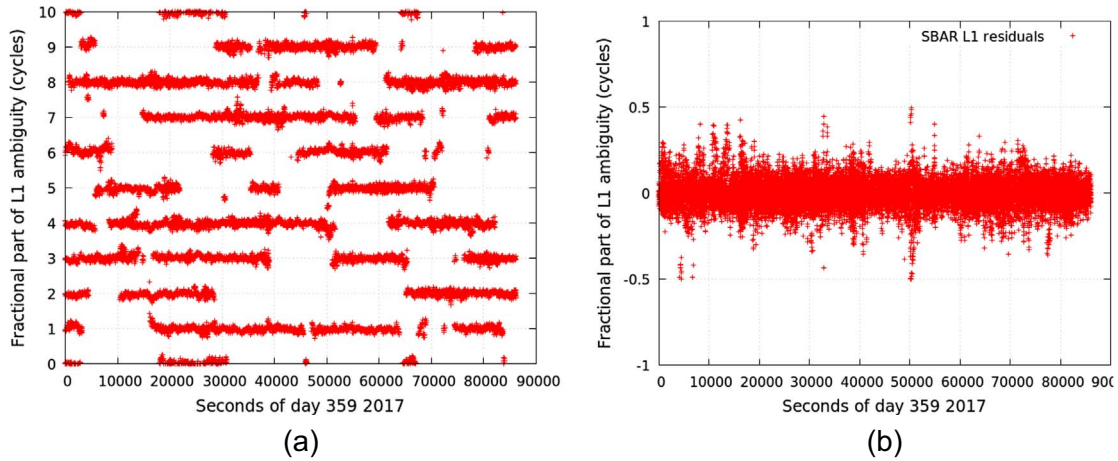 10
9
8
7
6
5
4
3
2
1
0
Fractional part of L1 ambiguity (cycles)
0 10000 20000 30000 40000 50000 60000 70000 80000 90000
Seconds of day 359 2017
(a)
(b)
1
0.5
0
-0.5
-1
Fractional part of L1 ambiguity (cycles)
SBAR L1 residuals
0 10000 20000 30000 40000 50000 60000 70000 80000 900
Seconds of day 359 2017